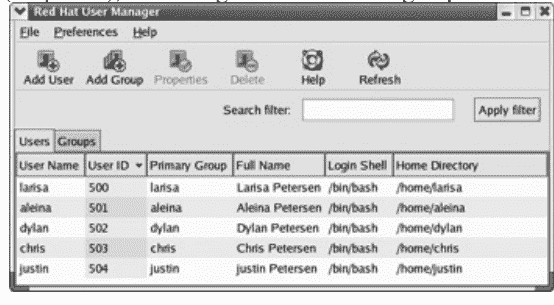 Red Hat User Manager
File Preferences Help
Add User Add Group Properties Delete Help Refresh
Search filter: Apply filter
Users Groups
User Name User ID Primary Group Full Name Login Shell Home Directory
larisa 500 larisa Larisa Petersen /bin/bash /home/larisa
aleina 501 aleina Aleina Petersen /bin/bash /home/aleina
dylan 502 dylan Dylan Petersen /bin/bash /home/dylan
chris 503 chris Chris Petersen /bin/bash /home/chris
justin 504 justin justin Petersen /bin/bash /home/justin